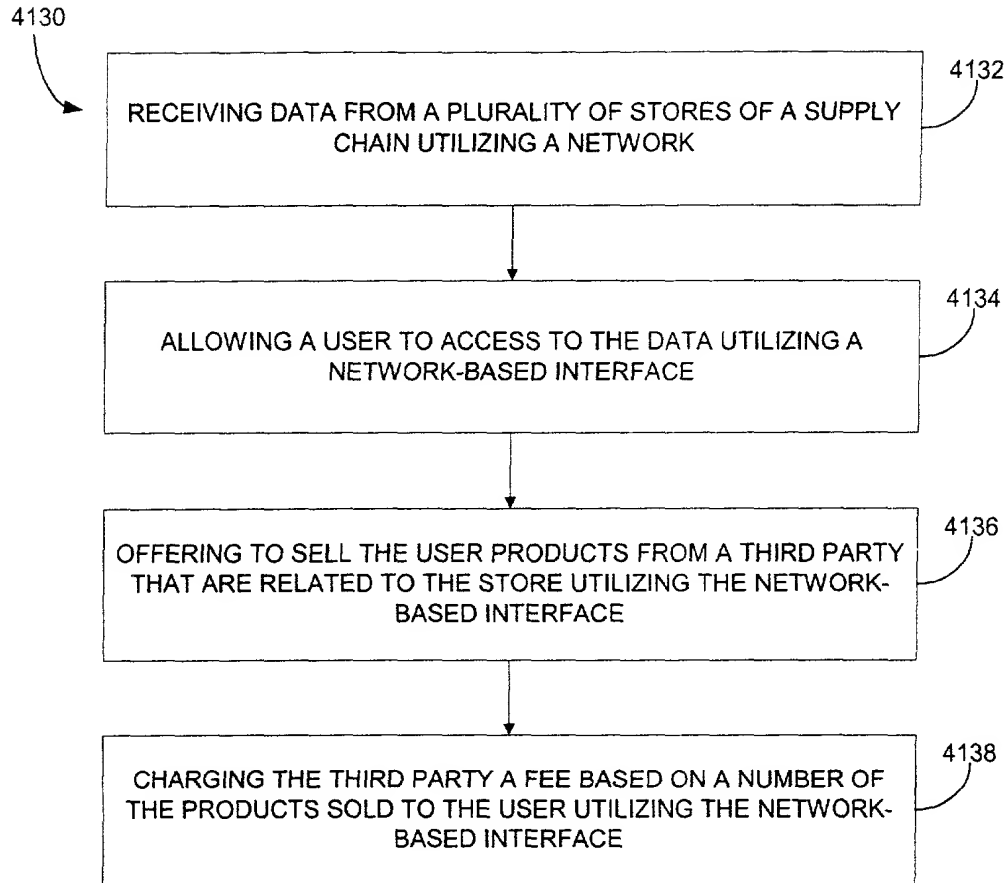 4130
4132
RECEIVING DATA FROM A PLURALITY OF STORES OF A SUPPLY
CHAIN UTILIZING A NETWORK
4134
ALLOWING A USER TO ACCESS TO THE DATA UTILIZING A
NETWORK-BASED INTERFACE
4136
OFFERING TO SELL THE USER PRODUCTS FROM A THIRD PARTY
THAT ARE RELATED TO THE STORE UTILIZING THE NETWORK-
BASED INTERFACE
4138
CHARGING THE THIRD PARTY A FEE BASED ON A NUMBER OF
THE PRODUCTS SOLD TO THE USER UTILIZING THE NETWORK-
BASED INTERFACE